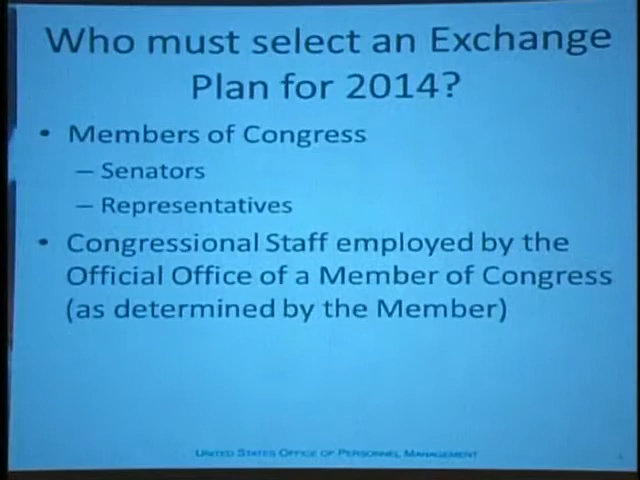 Who must select an Exchange
Plan for 2014?
• Members of Congress
– Senators
– Representatives
• Congressional Staff employed by the
Official Office of a Member of Congress
(as determined by the Member)
UNITED STATES OFFICE OF PERSONNEL MANAGEMENT